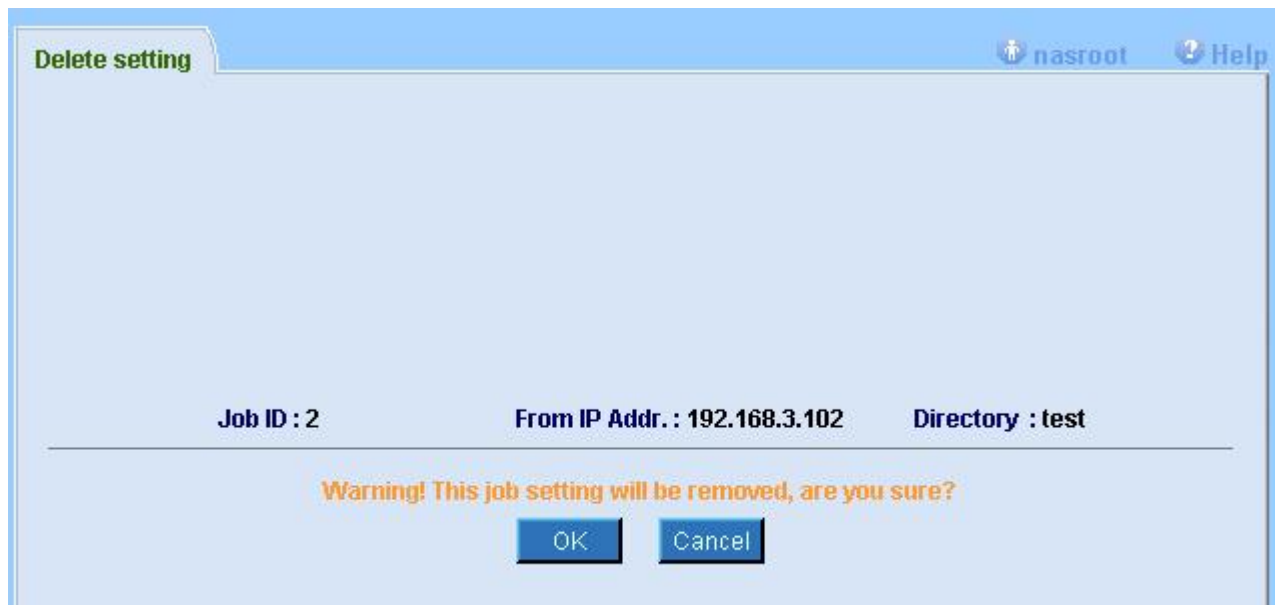 Delete setting
nasroot
Help
Job ID : 2
From IP Addr. : 192.168.3.102
Directory : test
Warning! This job setting will be removed, are you sure?
OK
Cancel